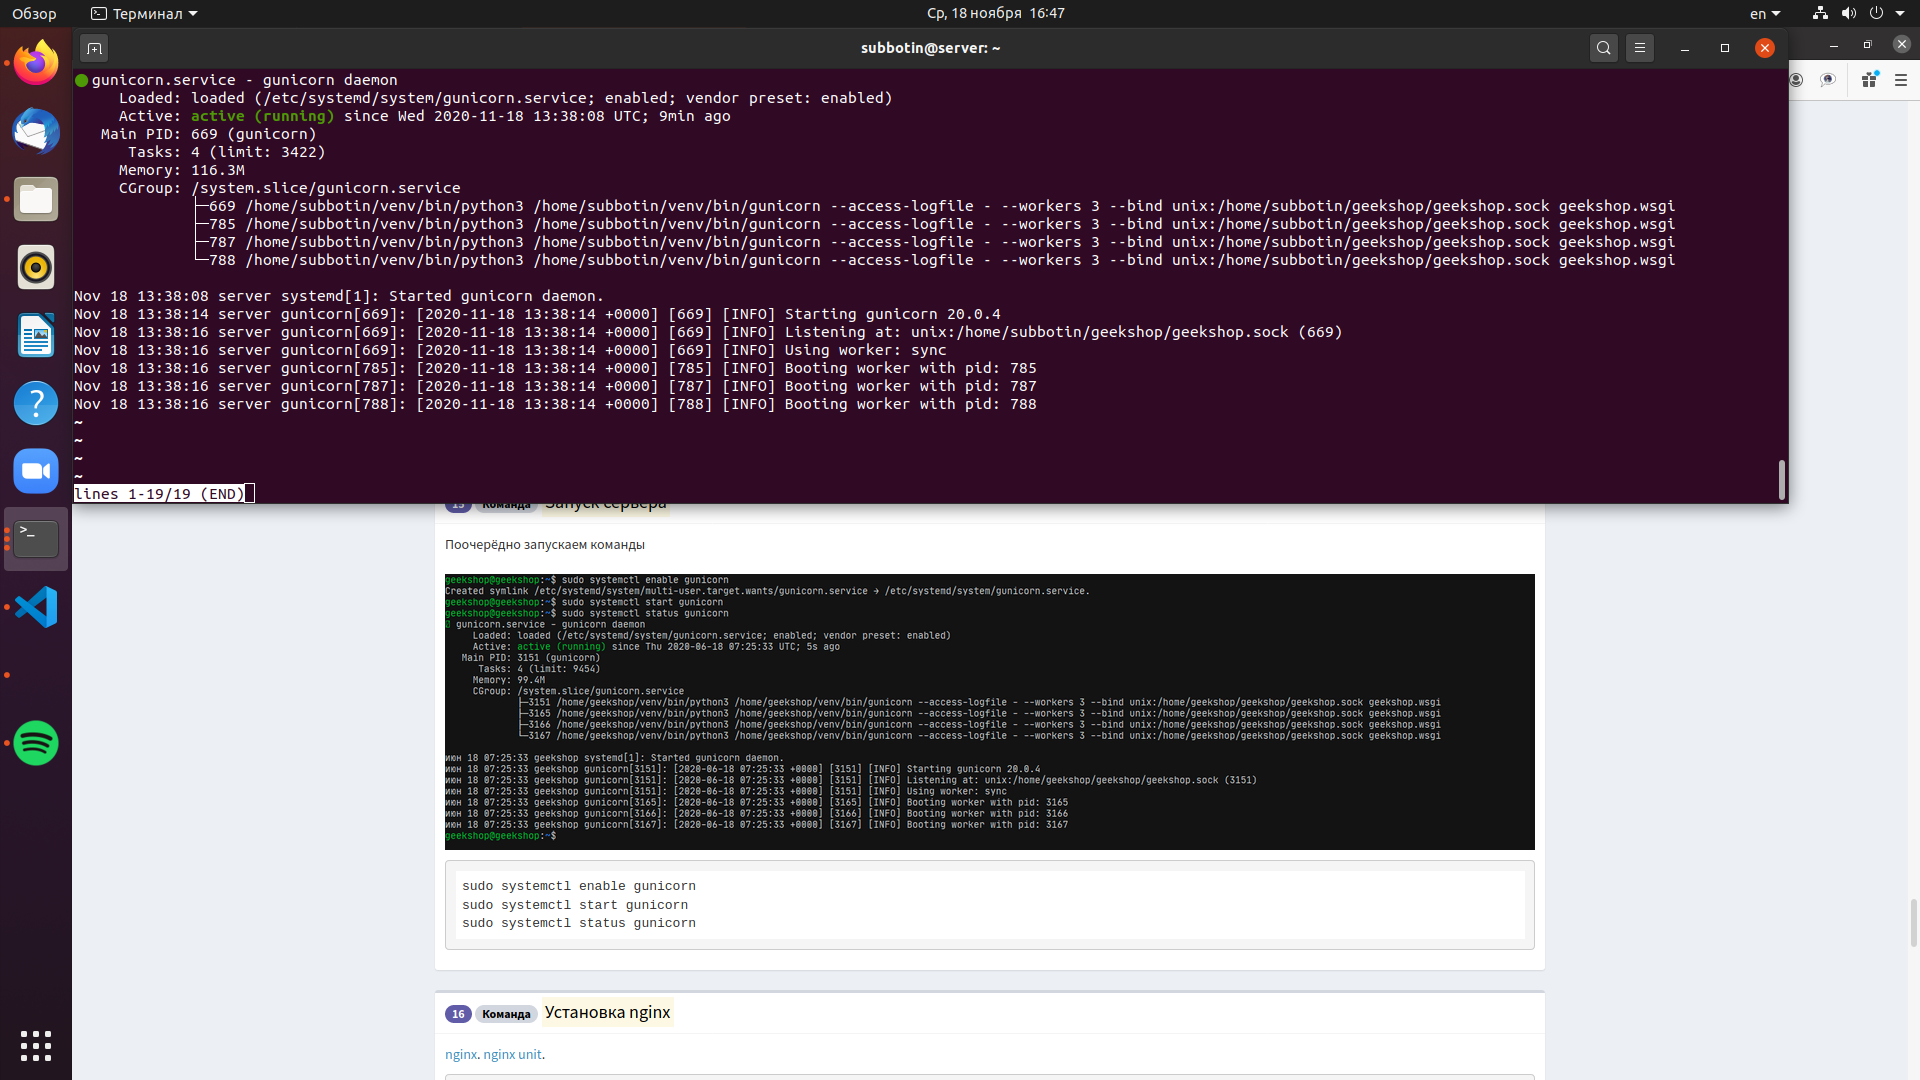 Обзор
Терминал
Ср, 18 ноября 16:47
en
subbotin@server: ~
gunicorn.service - gunicorn daemon
Loaded: loaded (/etc/systemd/system/gunicorn.service; enabled; vendor preset: enabled)
Active: active (running) since Wed 2020-11-18 13:38:08 UTC; 9min ago
Main PID: 669 (gunicorn)
Tasks: 4 (limit: 3422)
Memory: 116.3M
CGroup: /system.slice/gunicorn.service
├─669 /home/subbotin/venv/bin/python3 /home/subbotin/venv/bin/gunicorn --access-logfile - --workers 3 --bind unix:/home/subbotin/geekshop/geekshop.sock geekshop.wsgi
├─785 /home/subbotin/venv/bin/python3 /home/subbotin/venv/bin/gunicorn --access-logfile - --workers 3 --bind unix:/home/subbotin/geekshop/geekshop.sock geekshop.wsgi
├─787 /home/subbotin/venv/bin/python3 /home/subbotin/venv/bin/gunicorn --access-logfile - --workers 3 --bind unix:/home/subbotin/geekshop/geekshop.sock geekshop.wsgi
└─788 /home/subbotin/venv/bin/python3 /home/subbotin/venv/bin/gunicorn --access-logfile - --workers 3 --bind unix:/home/subbotin/geekshop/geekshop.sock geekshop.wsgi
Nov 18 13:38:08 server systemd[1]: Started gunicorn daemon.
Nov 18 13:38:14 server gunicorn[669]: [2020-11-18 13:38:14 +0000] [669] [INFO] Starting gunicorn 20.0.4
Nov 18 13:38:16 server gunicorn[669]: [2020-11-18 13:38:14 +0000] [669] [INFO] Listening at: unix:/home/subbotin/geekshop/geekshop.sock (669)
Nov 18 13:38:16 server gunicorn[669]: [2020-11-18 13:38:14 +0000] [669] [INFO] Using worker: sync
Nov 18 13:38:16 server gunicorn[785]: [2020-11-18 13:38:14 +0000] [785] [INFO] Booting worker with pid: 785
Nov 18 13:38:16 server gunicorn[787]: [2020-11-18 13:38:14 +0000] [787] [INFO] Booting worker with pid: 787
Nov 18 13:38:16 server gunicorn[788]: [2020-11-18 13:38:14 +0000] [788] [INFO] Booting worker with pid: 788
~
~
~
~
lines 1-19/19 (END)
15 Команда Запуск сервера
Поочерёдно запускаем команды
geekshop@geekshop:~$ sudo systemctl enable gunicorn
Created symlink /etc/systemd/system/multi-user.target.wants/gunicorn.service → /etc/systemd/system/gunicorn.service.
geekshop@geekshop:~$ sudo systemctl start gunicorn
geekshop@geekshop:~$ sudo systemctl status gunicorn
gunicorn.service - gunicorn daemon
Loaded: loaded (/etc/systemd/system/gunicorn.service; enabled; vendor preset: enabled)
Active: active (running) since Thu 2020-06-18 07:25:33 UTC; 5s ago
Main PID: 3151 (gunicorn)
Tasks: 4 (limit: 9454)
Memory: 99.4M
CGroup: /system.slice/gunicorn.service
├─3151 /home/geekshop/venv/bin/python3 /home/geekshop/venv/bin/gunicorn --access-logfile - --workers 3 --bind unix:/home/geekshop/geekshop/geekshop.sock geekshop.wsgi
├─3165 /home/geekshop/venv/bin/python3 /home/geekshop/venv/bin/gunicorn --access-logfile - --workers 3 --bind unix:/home/geekshop/geekshop/geekshop.sock geekshop.wsgi
├─3166 /home/geekshop/venv/bin/python3 /home/geekshop/venv/bin/gunicorn --access-logfile - --workers 3 --bind unix:/home/geekshop/geekshop/geekshop.sock geekshop.wsgi
└─3167 /home/geekshop/venv/bin/python3 /home/geekshop/venv/bin/gunicorn --access-logfile - --workers 3 --bind unix:/home/geekshop/geekshop/geekshop.sock geekshop.wsgi
июн 18 07:25:33 geekshop systemd[1]: Started gunicorn daemon.
июн 18 07:25:33 geekshop gunicorn[3151]: [2020-06-18 07:25:33 +0000] [3151] [INFO] Starting gunicorn 20.0.4
июн 18 07:25:33 geekshop gunicorn[3151]: [2020-06-18 07:25:33 +0000] [3151] [INFO] Listening at: unix:/home/geekshop/geekshop/geekshop.sock (3151)
июн 18 07:25:33 geekshop gunicorn[3151]: [2020-06-18 07:25:33 +0000] [3151] [INFO] Using worker: sync
июн 18 07:25:33 geekshop gunicorn[3165]: [2020-06-18 07:25:33 +0000] [3165] [INFO] Booting worker with pid: 3165
июн 18 07:25:33 geekshop gunicorn[3166]: [2020-06-18 07:25:33 +0000] [3166] [INFO] Booting worker with pid: 3166
июн 18 07:25:33 geekshop gunicorn[3167]: [2020-06-18 07:25:33 +0000] [3167] [INFO] Booting worker with pid: 3167
geekshop@geekshop:~$
sudo systemctl enable gunicorn
sudo systemctl start gunicorn
sudo systemctl status gunicorn
16 Команда Установка nginx
nginx. nginx unit.